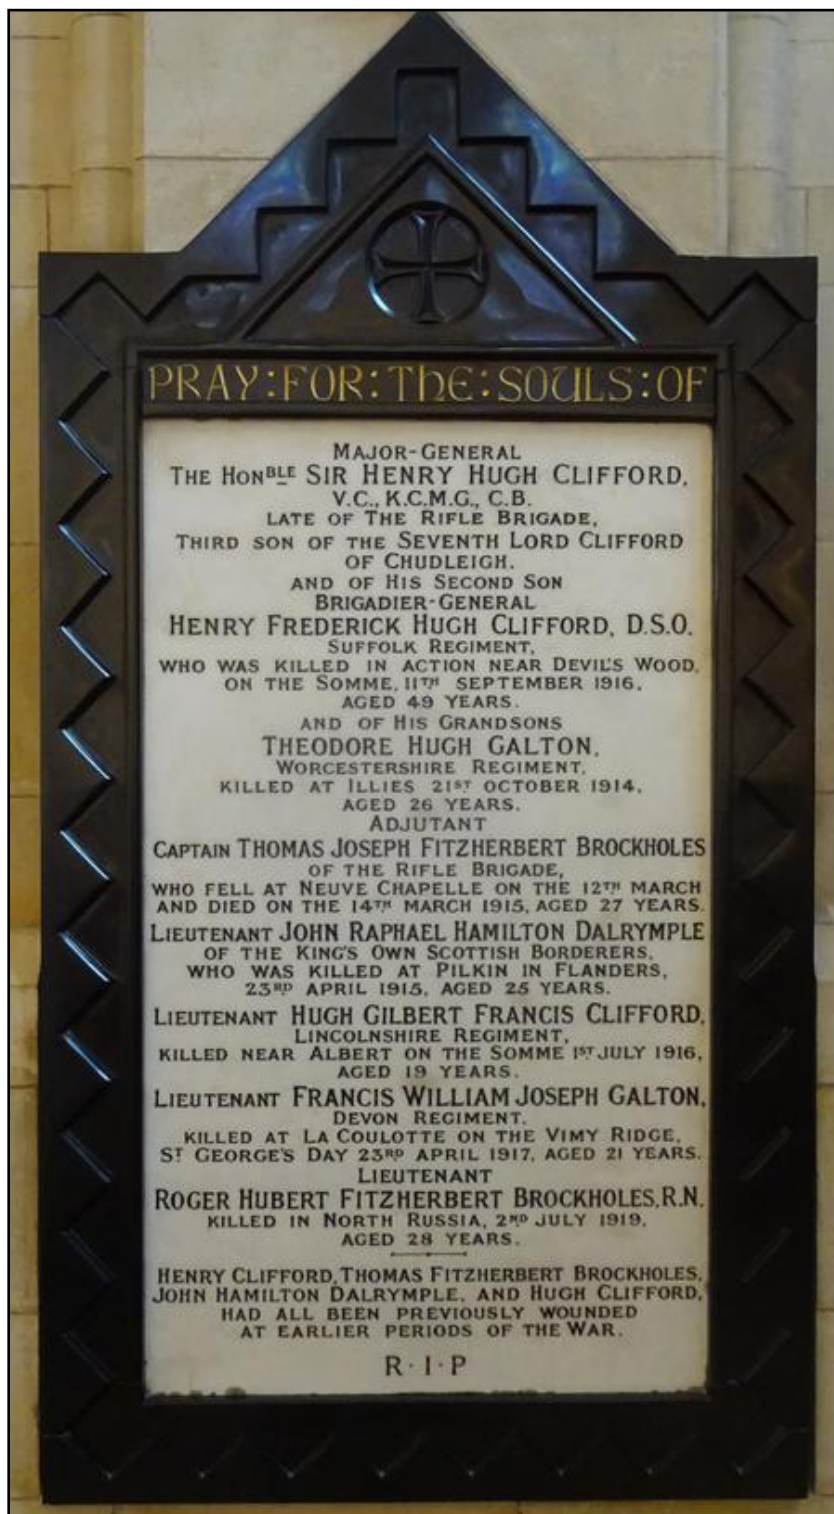 PRAY:FOR:THE:SOULS:OF
MAJOR-GENERAL
THE HONBLE SIR HENRY HUGH CLIFFORD,
V.C., K.C.M.G., C.B.
LATE OF THE RIFLE BRIGADE,
THIRD SON OF THE SEVENTH LORD CLIFFORD
OF CHUDLEIGH.
AND OF HIS SECOND SON
BRIGADIER-GENERAL
HENRY FREDERICK HUGH CLIFFORD, D.S.O.
SUFFOLK REGIMENT,
WHO WAS KILLED IN ACTION NEAR DEVIL'S WOOD,
ON THE SOMME, 11TH SEPTEMBER 1916,
AGED 49 YEARS.
AND OF HIS GRANDSONS
THEODORE HUGH GALTON,
WORCESTERSHIRE REGIMENT,
KILLED AT ILLIES 21ST OCTOBER 1914,
AGED 26 YEARS.
ADJUTANT
CAPTAIN THOMAS JOSEPH FITZHERBERT BROCKHOLES
OF THE RIFLE BRIGADE,
WHO FELL AT NEUVE CHAPELLE ON THE 12TH MARCH
AND DIED ON THE 14TH MARCH 1915, AGED 27 YEARS.
LIEUTENANT JOHN RAPHAEL HAMILTON DALRYMPLE
OF THE KING'S OWN SCOTTISH BORDERERS,
WHO WAS KILLED AT PILKIN IN FLANDERS,
23RD APRIL 1915, AGED 25 YEARS.
LIEUTENANT HUGH GILBERT FRANCIS CLIFFORD,
LINCOLNSHIRE REGIMENT,
KILLED NEAR ALBERT ON THE SOMME 1ST JULY 1916,
AGED 19 YEARS.
LIEUTENANT FRANCIS WILLIAM JOSEPH GALTON,
DEVON REGIMENT,
KILLED AT LA COULOTTE ON THE VIMY RIDGE,
ST GEORGE'S DAY 23RD APRIL 1917, AGED 21 YEARS.
LIEUTENANT
ROGER HUBERT FITZHERBERT BROCKHOLES, R.N.
KILLED IN NORTH RUSSIA, 2ND JULY 1919,
AGED 28 YEARS.
HENRY CLIFFORD, THOMAS FITZHERBERT BROCKHOLES,
JOHN HAMILTON DALRYMPLE, AND HUGH CLIFFORD,
HAD ALL BEEN PREVIOUSLY WOUNDED
AT EARLIER PERIODS OF THE WAR.
R·I·P